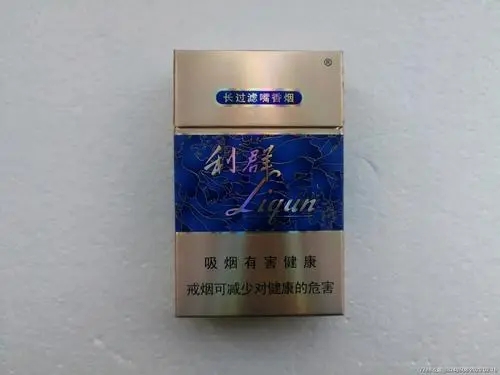 ®
长过滤嘴香烟
利群
Liqun
吸烟有害健康
戒烟可减少对健康的危害